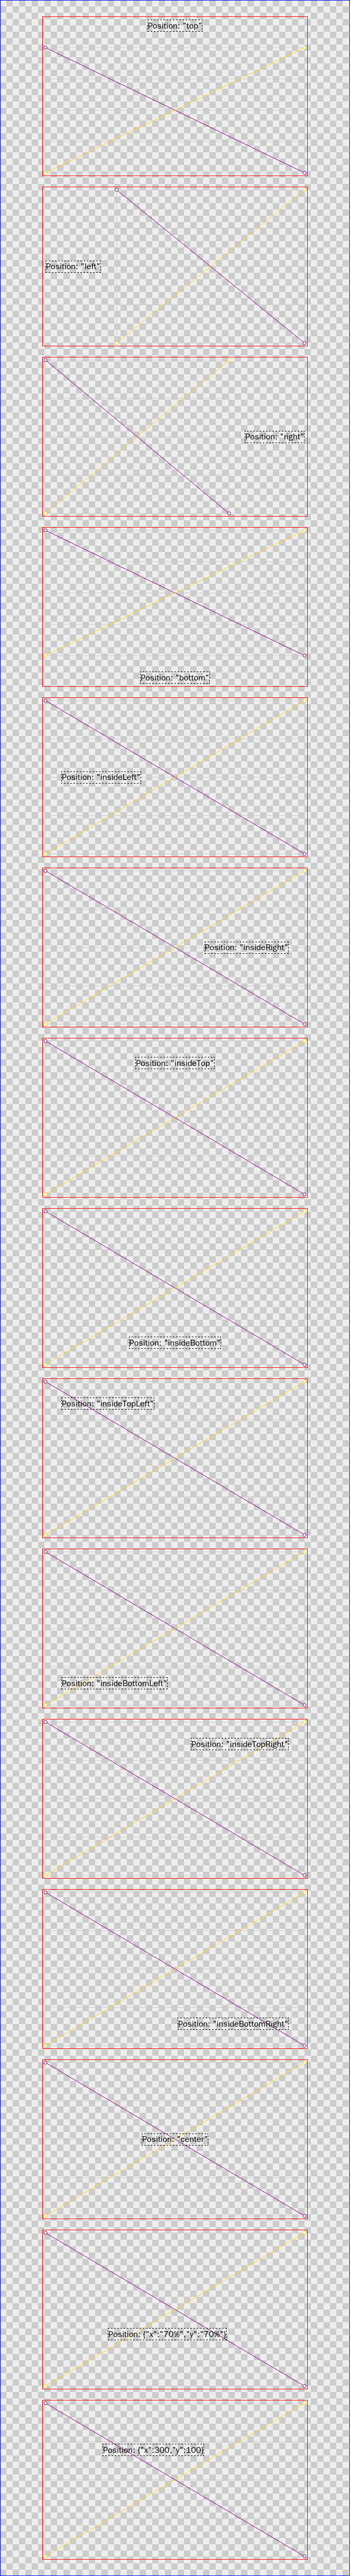 Position: "top"
Position: "left"
Position: "right"
Position: "bottom"
Position: "insideLeft"
Position: "insideRight"
Position: "insideTop"
Position: "insideBottom"
Position: "insideTopLeft"
Position: "insideBottomLeft"
Position: "insideTopRight"
Position: "insideBottomRight"
Position: "center"
Position: {"x":"70%","y":"70%"}
Position: {"x":300,"y":100}